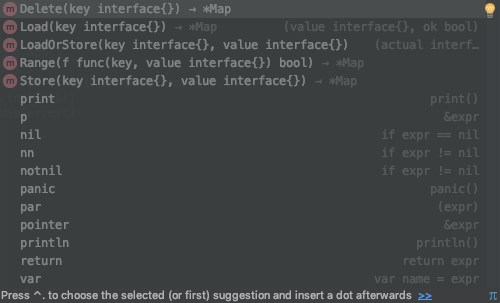 m Delete(key interface{}) → *Map
m Load(key interface{}) → *Map (value interface{}, ok bool)
m LoadOrStore(key interface{}, value interface{}) (actual interf…
m Range(f func(key, value interface{}) bool) → *Map
m Store(key interface{}, value interface{}) → *Map
print print()
p &expr
nil if expr == nil
nn if expr != nil
notnil if expr != nil
panic panic()
par (expr)
pointer &expr
println println()
return return expr
var var name = expr
Press ^. to choose the selected (or first) suggestion and insert a dot afterwards >> π